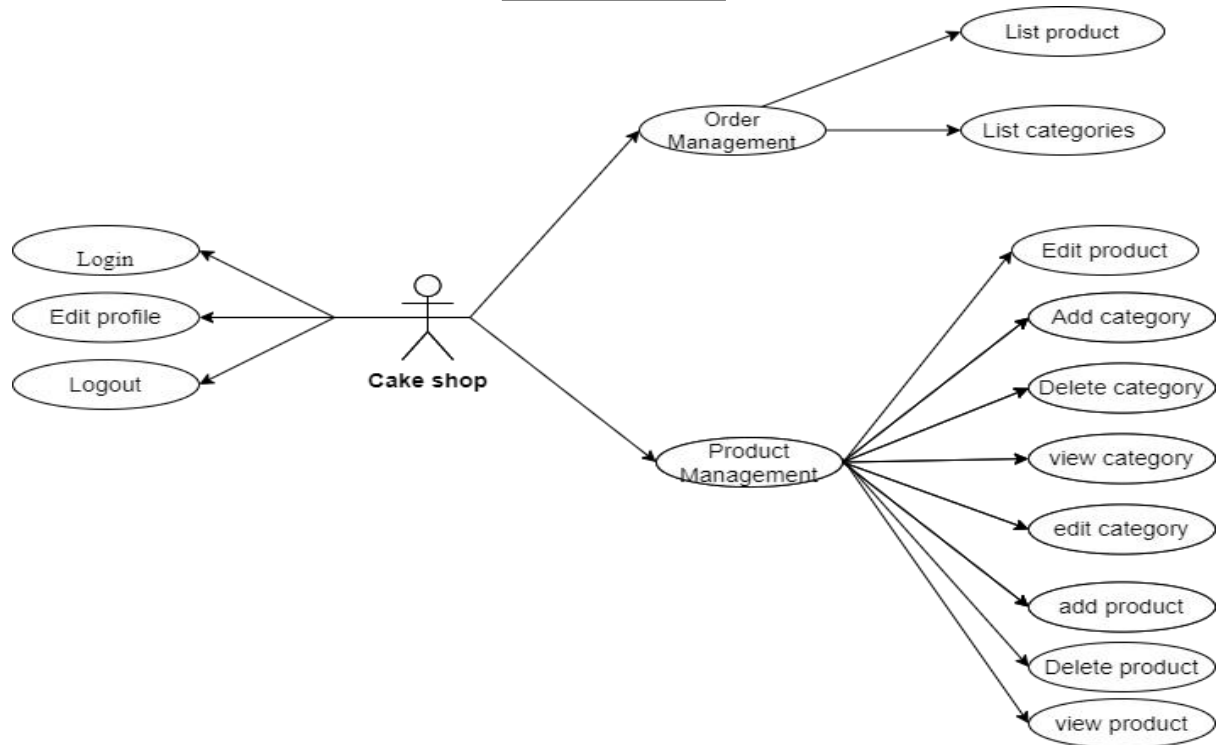 List product
Order
Management
List categories
Login
Edit profile
Logout
Cake shop
Product
Management
Edit product
Add category
Delete category
view category
edit category
add product
Delete product
view product